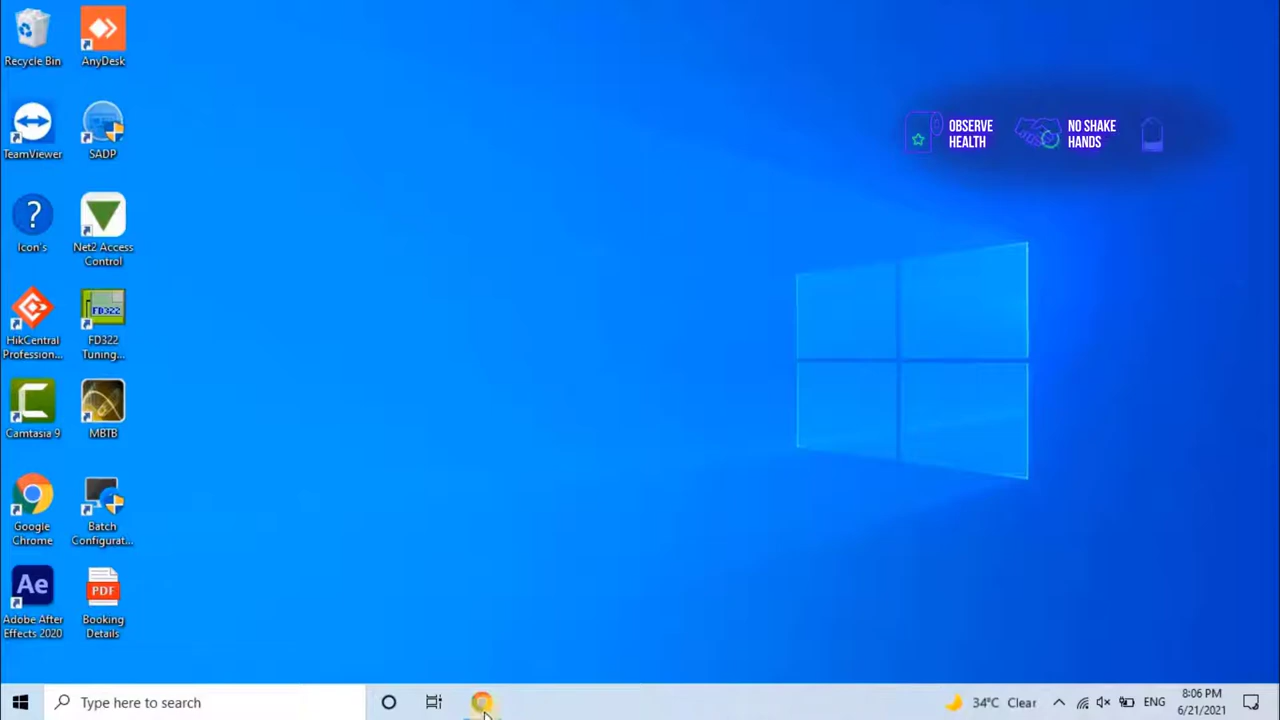 Recycle Bin
AnyDesk
OBSERVE
HEALTH
NO SHAKE
HANDS
TeamViewer
SADP
?
Icon's
Net2 Access
Control
HikCentral
Profession...
FD322
FD322
Tuning...
Camtasia 9
MBTB
Google
Chrome
Batch
Configurat...
Ae
Adobe After
Effects 2020
PDF
Booking
Details
Type here to search
34°C Clear
ENG
8:06 PM
6/21/2021